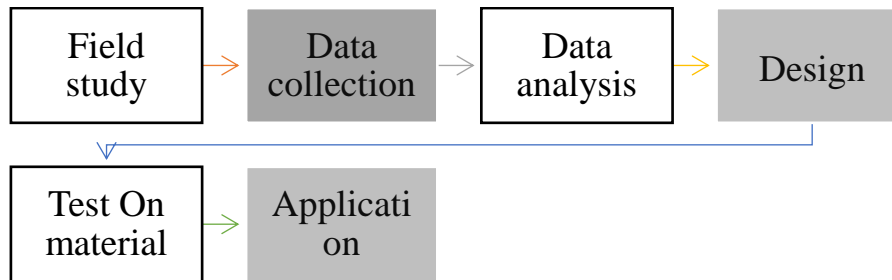 Field
study
Data
collection
Data
analysis
Design
Test On
material
Applicati
on